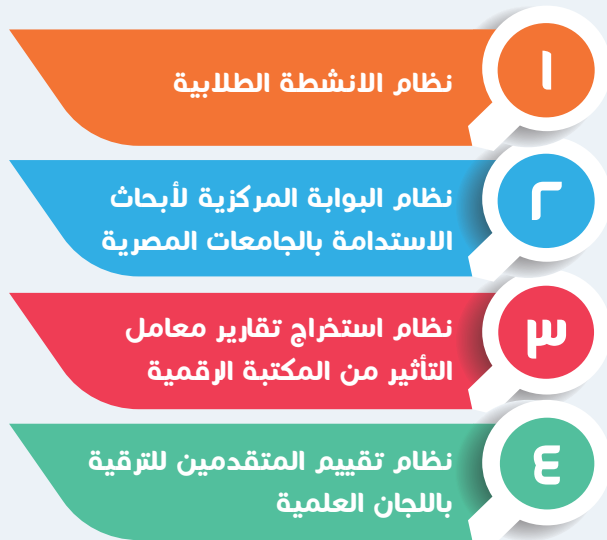 ١
نظام الانشطة الطلابية
٢
نظام البوابة المركزية لأبحاث
الاستدامة بالجامعات المصرية
٣
نظام استخراج تقارير معامل
التأثير من المكتبة الرقمية
٤
نظام تقييم المتقدمين للترقية
باللجان العلمية